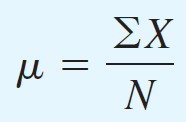 μ = ΣX / N